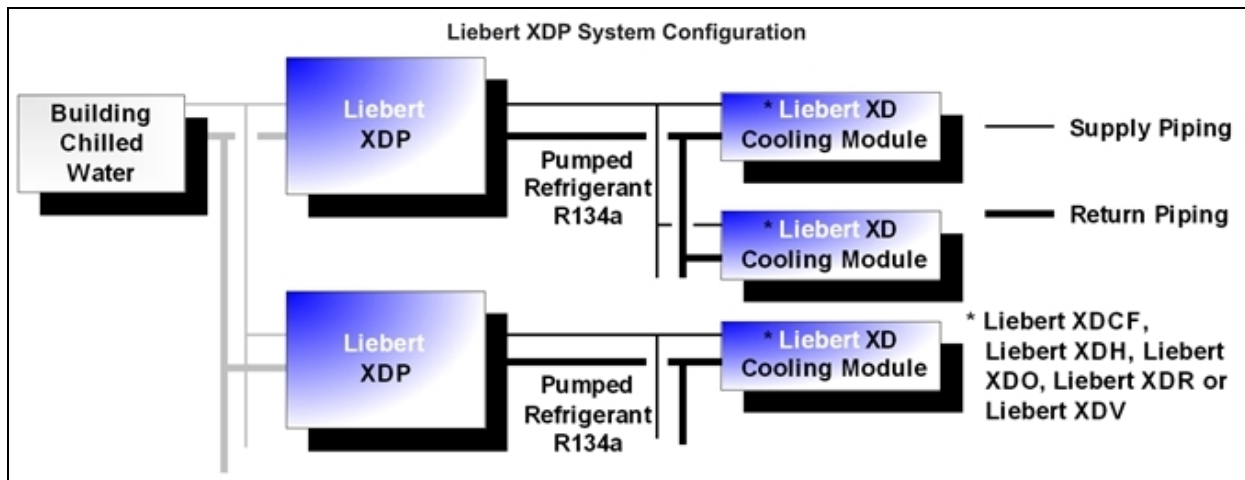 Liebert XDP System Configuration
Building
Chilled
Water
Liebert
XDP
Pumped
Refrigerant
R134a
* Liebert XD
Cooling Module
* Liebert XD
Cooling Module
Supply Piping
Return Piping
Liebert
XDP
Pumped
Refrigerant
R134a
* Liebert XD
Cooling Module
* Liebert XDCF,
Liebert XDH, Liebert
XDO, Liebert XDR or
Liebert XDV